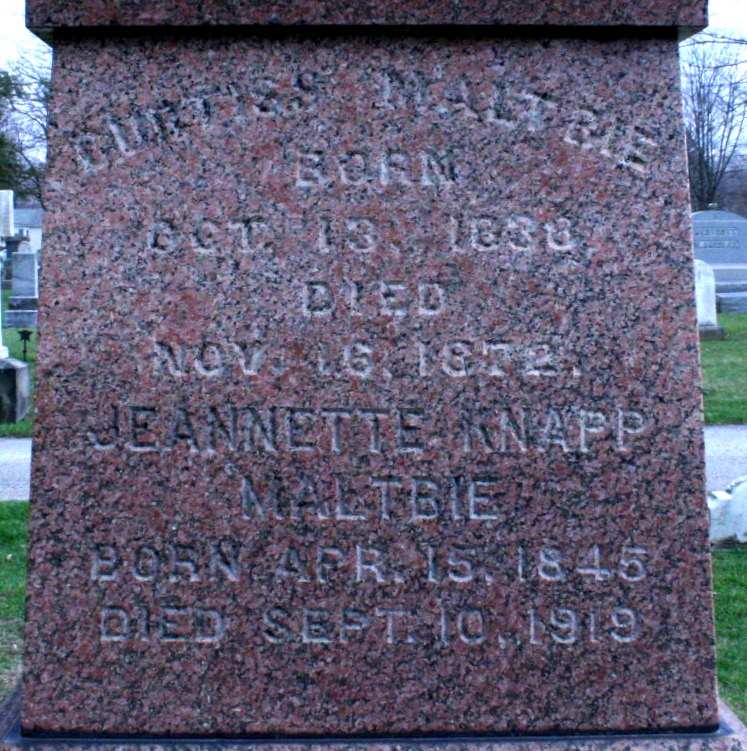 CURTISS MALTBIE
BORN
OCT. 13,
DIED
NOV. 16, 1872.
JEANNETTE KNAPP
MALTBIE
BORN APR. 15, 1845
DIED SEPT. 10, 1919